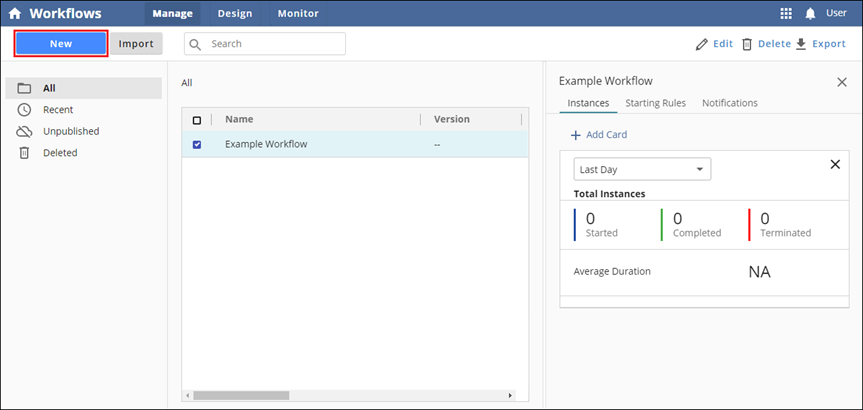 Workflows Manage Design Monitor User
New Import Search Edit Delete Export
All
Recent
Unpublished
Deleted
All
Name Version
Example Workflow --
Example Workflow
Instances Starting Rules Notifications
Add Card
Last Day
Total Instances
0 0 0
Started Completed Terminated
Average Duration NA